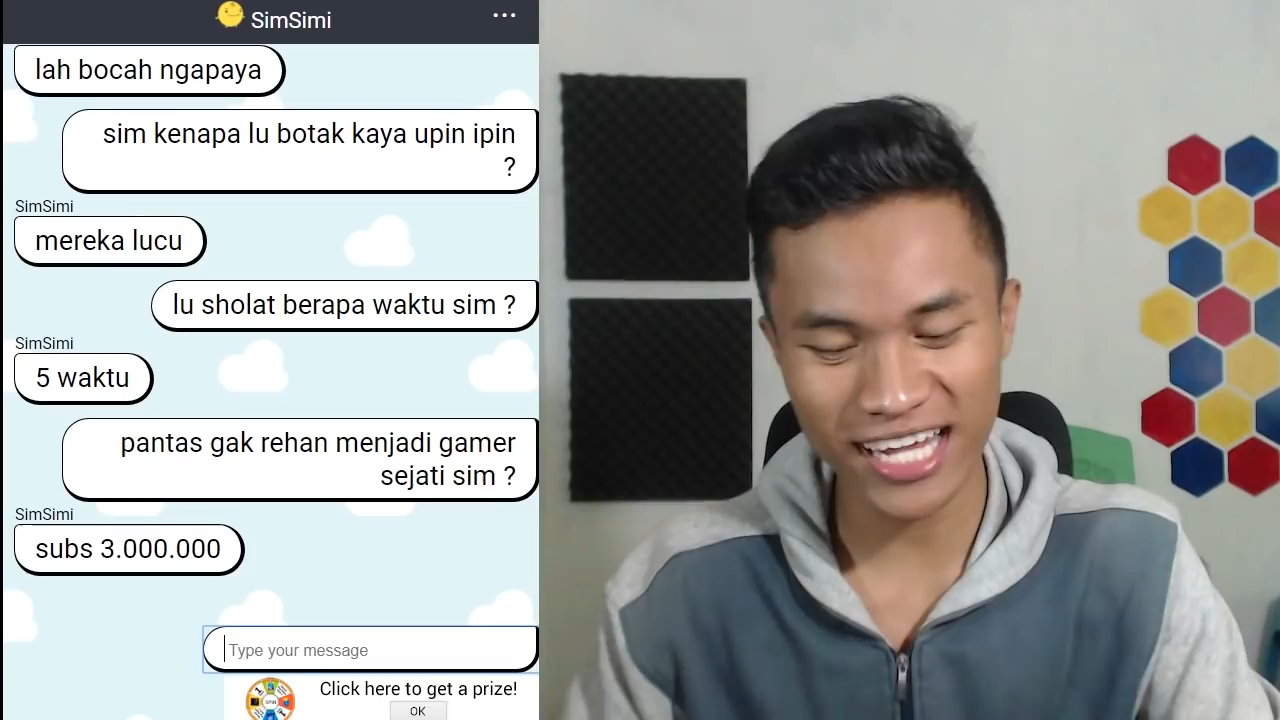 SimSimi
lah bocah ngapaya
sim kenapa lu botak kaya upin ipin
?
SimSimi
mereka lucu
lu sholat berapa waktu sim ?
SimSimi
5 waktu
pantas gak rehan menjadi gamer
sejati sim ?
SimSimi
subs 3.000.000
Type your message
Click here to get a prize!
SPIN
OK